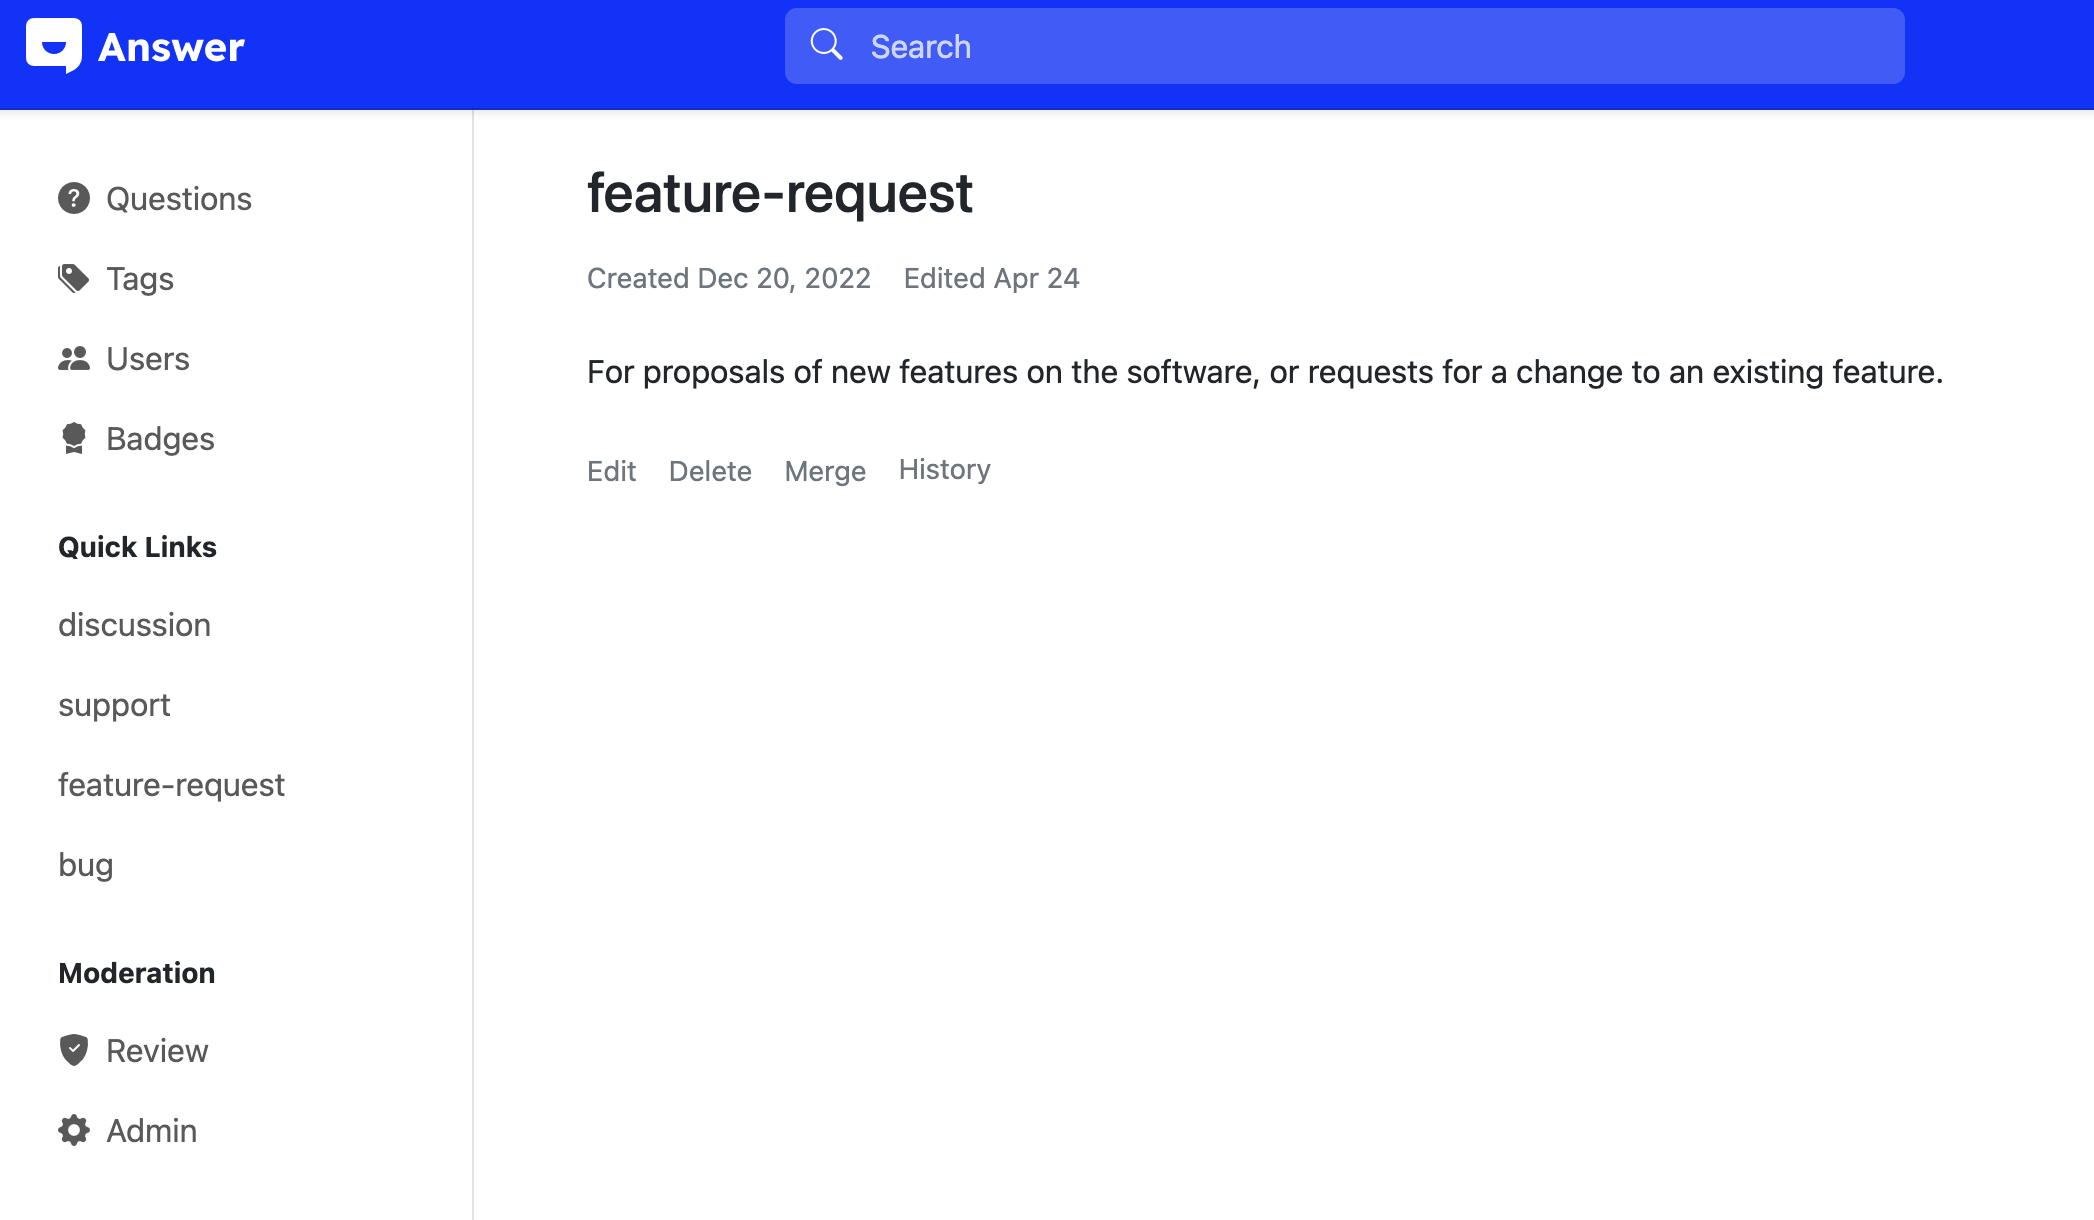 Answer
Search
Questions
Tags
Users
Badges
Quick Links
discussion
support
feature-request
bug
Moderation
Review
Admin
feature-request
Created Dec 20, 2022 Edited Apr 24
For proposals of new features on the software, or requests for a change to an existing feature.
Edit Delete Merge History